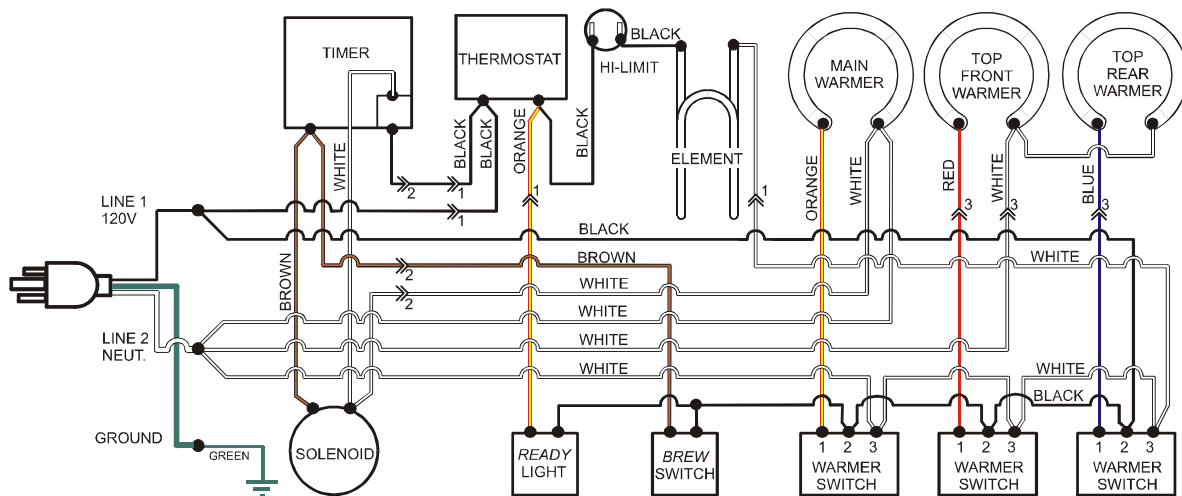 TIMER
THERMOSTAT
HI-LIMIT
BLACK
MAIN
WARMER
TOP
FRONT
WARMER
TOP
REAR
WARMER
WHITE
BLACK
BLACK
ORANGE
BLACK
ELEMENT
ORANGE
WHITE
RED
WHITE
BLUE
2
1
1
1
1
3
3
3
LINE 1
120V
BLACK
BROWN
2
BROWN
WHITE
2
WHITE
WHITE
LINE 2
NEUT.
WHITE
WHITE
WHITE
BLACK
GROUND
GREEN
SOLENOID
READY
LIGHT
BREW
SWITCH
1 2 3
WARMER
SWITCH
1 2 3
WARMER
SWITCH
1 2 3
WARMER
SWITCH